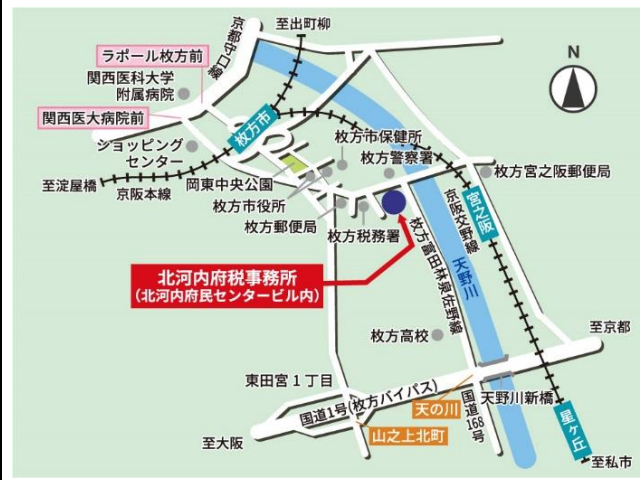 至出町柳
京都守口線
ラポール枚方前
関西医科大学
附属病院
関西医大病院前
枚方市
N
ショッピング
センター
枚方市保健所
枚方警察署
枚方宮之阪郵便局
至淀屋橋
京阪本線
岡東中央公園
枚方市役所
枚方郵便局
枚方税務署
宮之阪
京阪交野線
天野川
枚方富田林泉佐野線
北河内府税事務所
(北河内府民センタービル内)
枚方高校
至京都
東田宮1丁目
国道1号(枚方バイパス)
天の川
天野川新橋
国道168号
星ヶ丘
山之上北町
至大阪
至私市